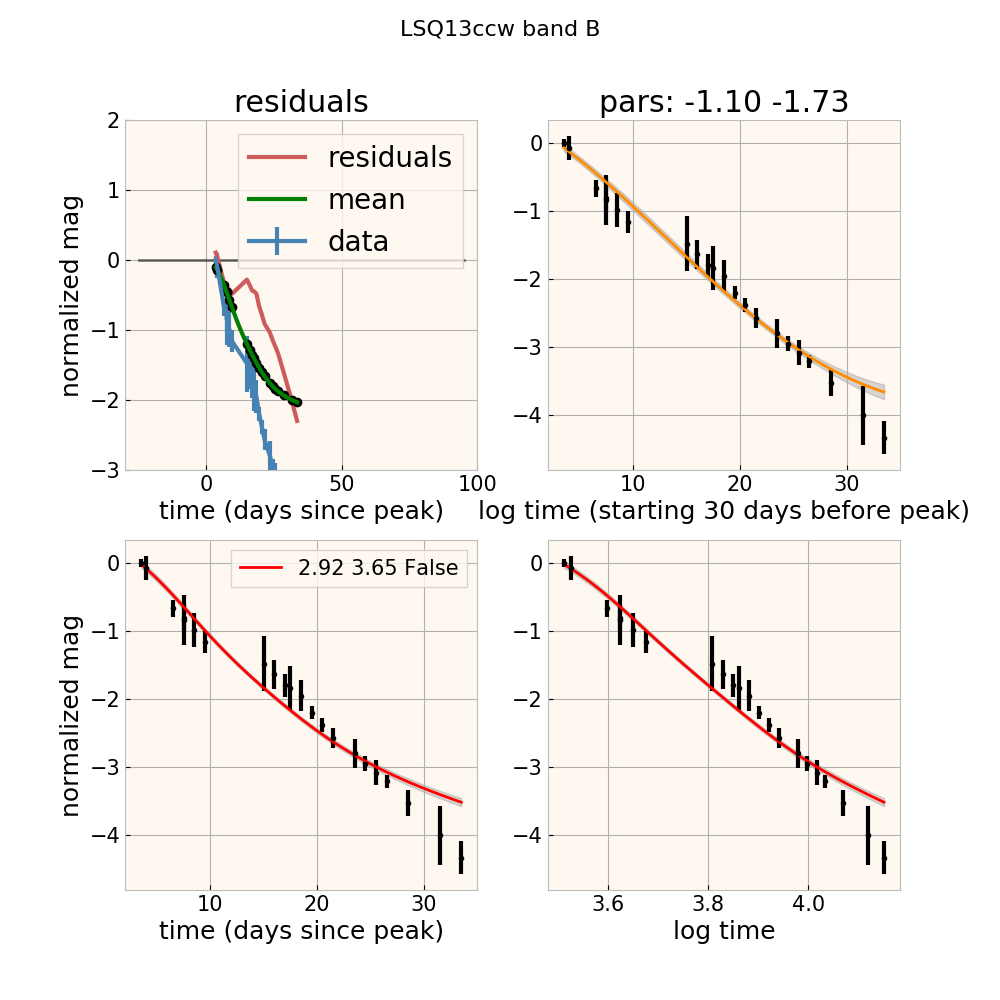 LSQ13ccw band B
residuals
pars: -1.10 -1.73
2
1
0
−1
−2
−3
normalized mag
residuals
mean
data
0
−1
−2
−3
−4
0 50 100
10 20 30
time (days since peak)
log time (starting 30 days before peak)
0
−1
−2
−3
−4
normalized mag
2.92 3.65 False
0
−1
−2
−3
−4
10 20 30
3.6 3.8 4.0
time (days since peak)
log time